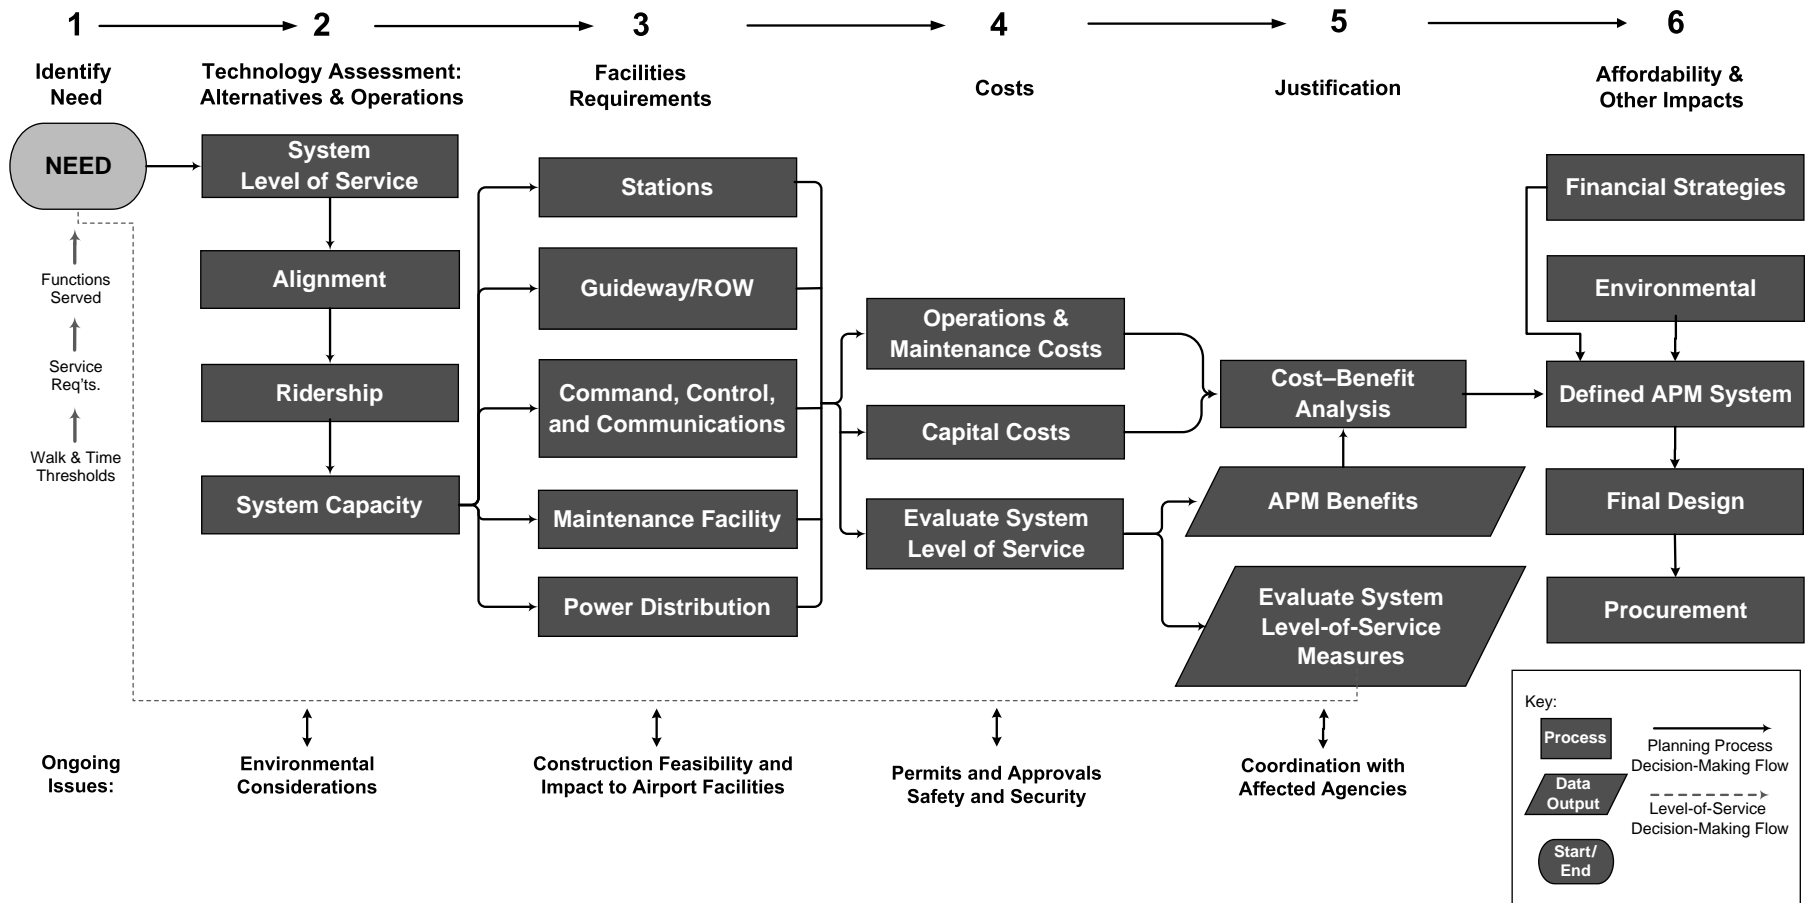 1
2
3
4
5
6
Identify
Need
Technology Assessment:
Alternatives & Operations
Facilities
Requirements
Costs
Justification
Affordability &
Other Impacts
NEED
Functions
Served
Service
Req'ts.
Walk & Time
Thresholds
System
Level of Service
Alignment
Ridership
System Capacity
Stations
Guideway/ROW
Command, Control,
and Communications
Maintenance Facility
Power Distribution
Operations &
Maintenance Costs
Capital Costs
Evaluate System
Level of Service
Cost–Benefit
Analysis
APM Benefits
Evaluate System
Level-of-Service
Measures
Financial Strategies
Environmental
Defined APM System
Final Design
Procurement
Ongoing
Issues:
Environmental
Considerations
Construction Feasibility and
Impact to Airport Facilities
Permits and Approvals
Safety and Security
Coordination with
Affected Agencies
Key:
Process
Planning Process
Decision-Making Flow
Data
Output
Level-of-Service
Decision-Making Flow
Start/
End